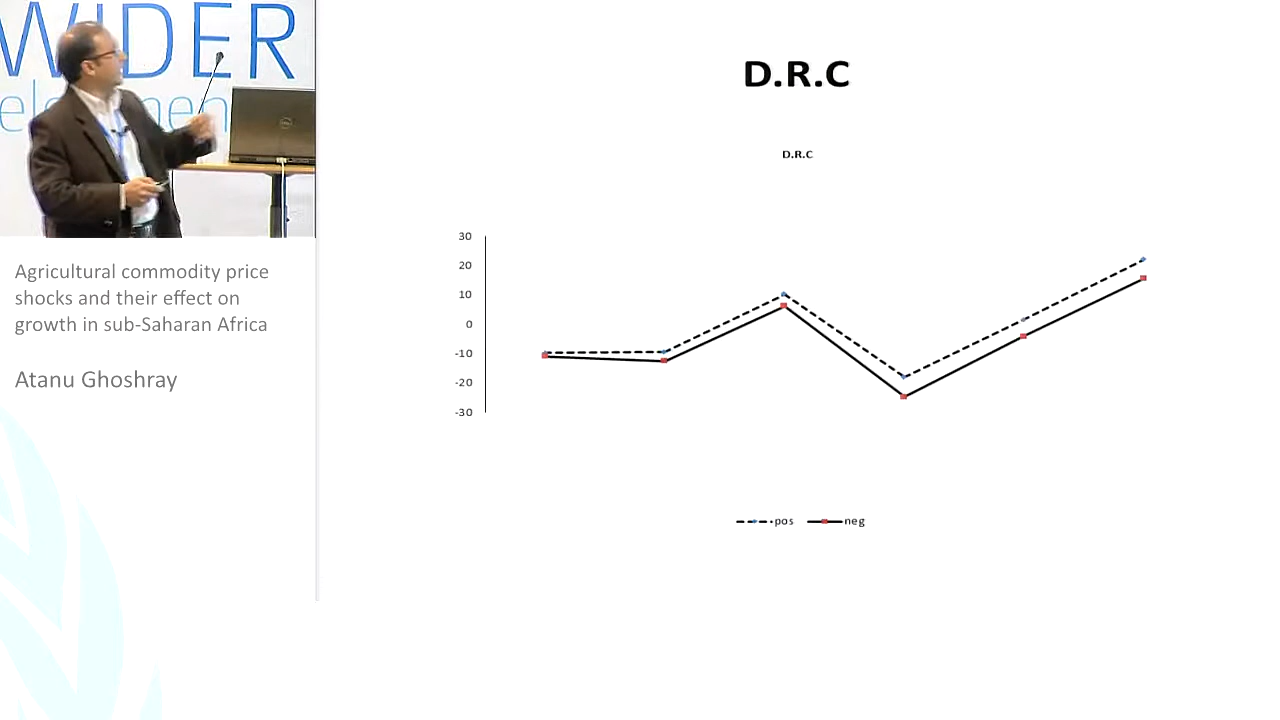 WIDER
elopmen
Agricultural commodity price
shocks and their effect on
growth in sub-Saharan Africa
Atanu Ghoshray
D.R.C
D.R.C
30
20
10
0
-10
-20
-30
pos
neg